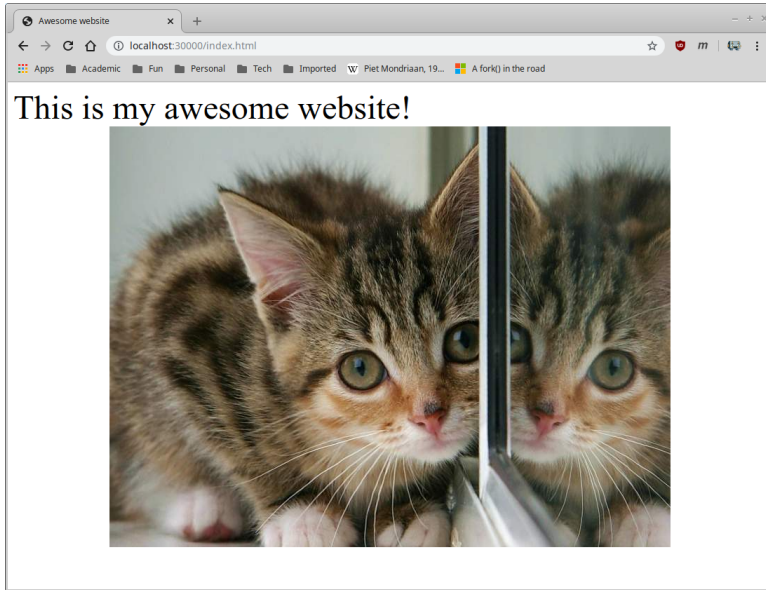 Awesome website
localhost:30000/index.html
Apps Academic Fun Personal Tech Imported W Piet Mondriaan, 19... A fork() in the road
This is my awesome website!